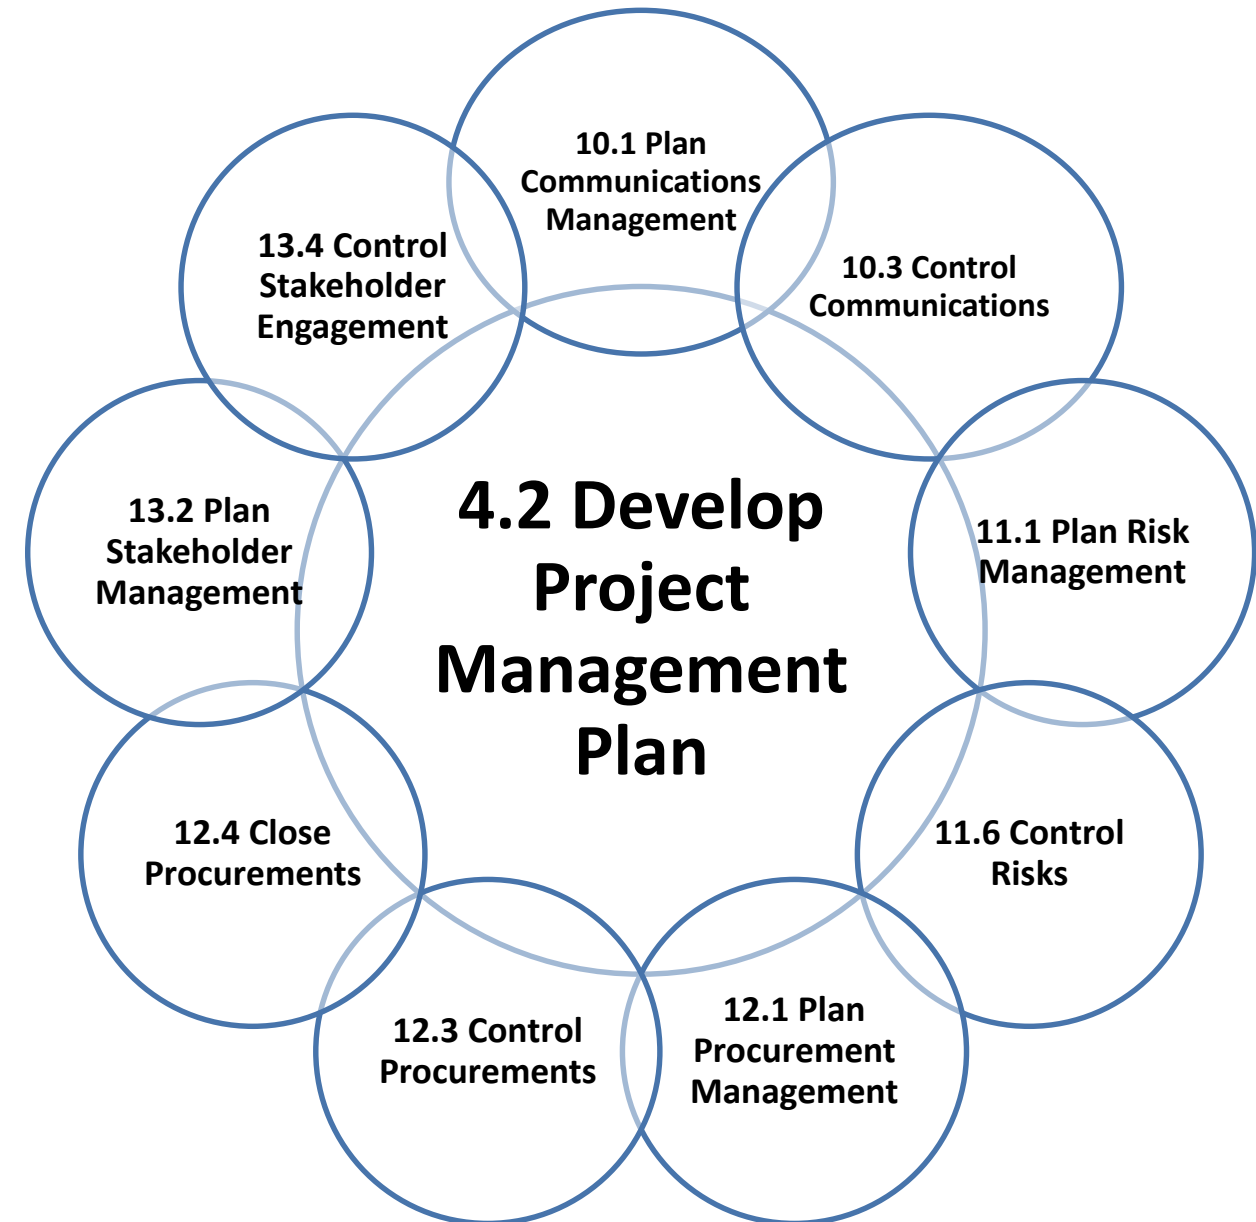 10.1 Plan
Communications
Management
10.3 Control
Communications
11.1 Plan Risk
Management
11.6 Control
Risks
12.1 Plan
Procurement
Management
12.3 Control
Procurements
12.4 Close
Procurements
13.2 Plan
Stakeholder
Management
13.4 Control
Stakeholder
Engagement
4.2 Develop
Project
Management
Plan